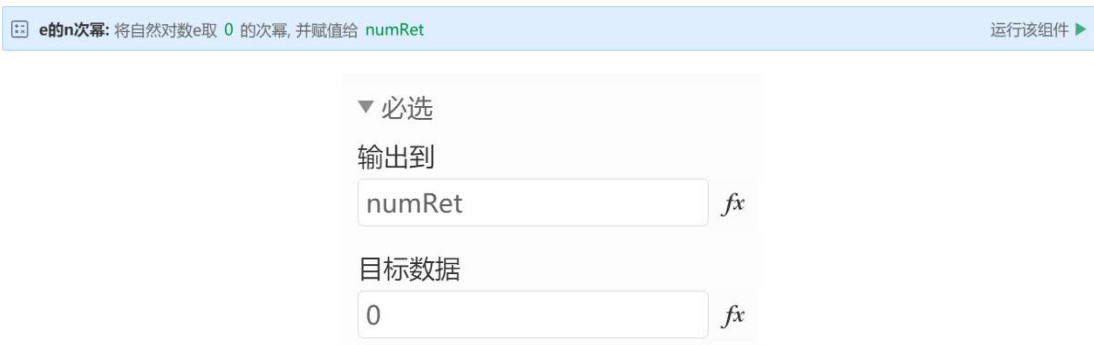 e的n次幂: 将自然对数e取 0 的次幂, 并赋值给 numRet 运行该组件
必选
输出到
numRet fx
目标数据
0 fx